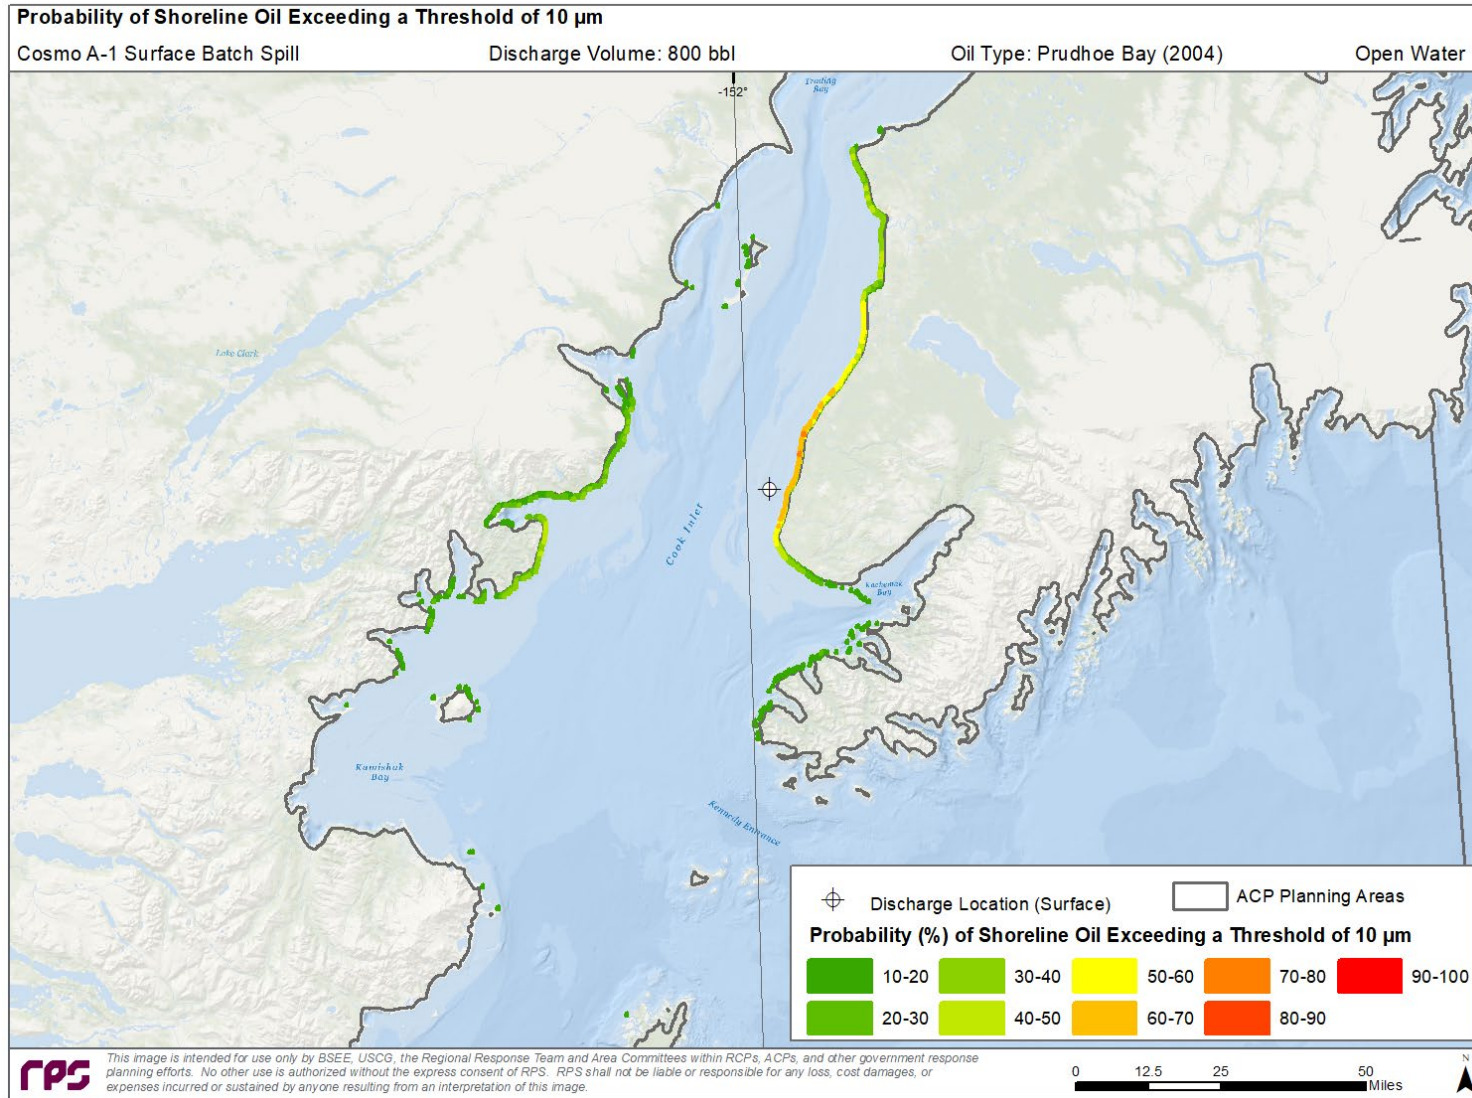 Probability of Shoreline Oil Exceeding a Threshold of 10 µm
Cosmo A-1 Surface Batch Spill Discharge Volume: 800 bbl Oil Type: Prudhoe Bay (2004) Open Water
Trading
Bay
-152°
Lake Clark
Cook Inlet
Kachemak
Bay
Kamishak
Bay
Kennedy Entrance
Discharge Location (Surface) ACP Planning Areas
Probability (%) of Shoreline Oil Exceeding a Threshold of 10 µm
10-20 30-40 50-60 70-80 90-100
20-30 40-50 60-70 80-90
rps
This image is intended for use only by BSEE, USCG, the Regional Response Team and Area Committees within RCPs, ACPs, and other government response
planning efforts. No other use is authorized without the express consent of RPS. RPS shall not be liable or responsible for any loss, cost damages, or
expenses incurred or sustained by anyone resulting from an interpretation of this image.
0 12.5 25 50
Miles
N